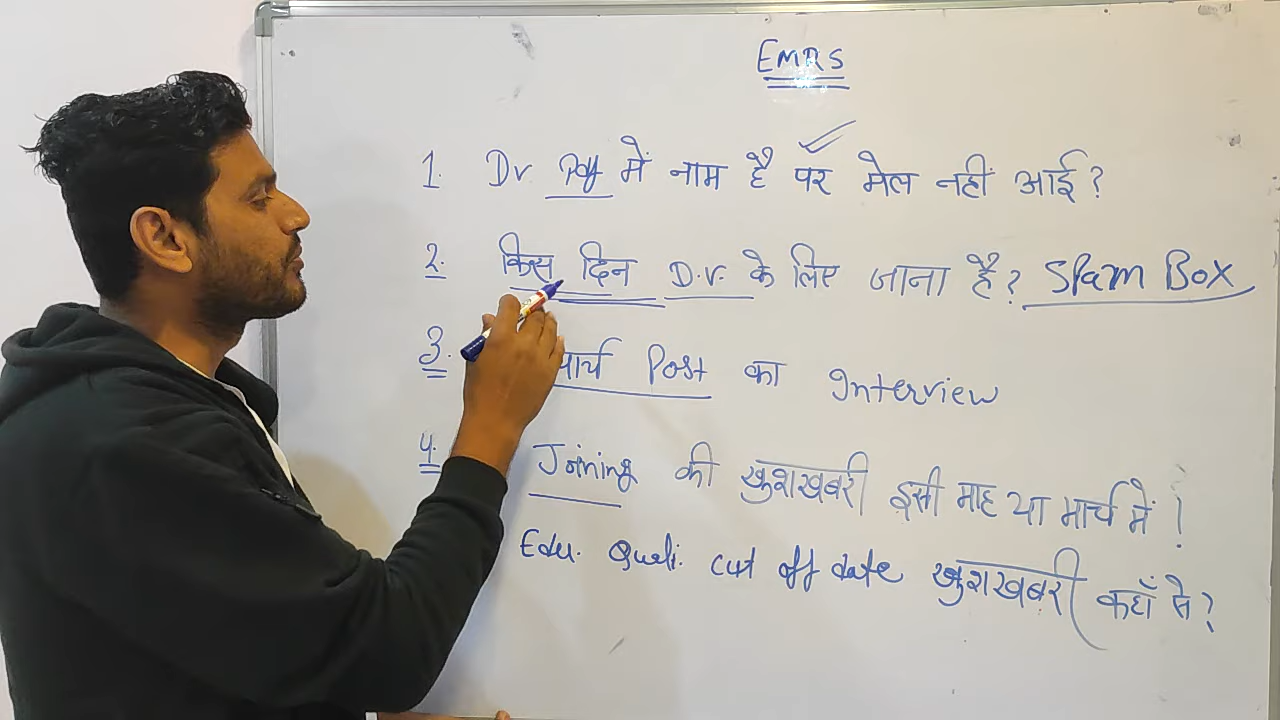 EMRS
1. Dv Pdf में नाम है पर मेल नहीं आई?
2. किस दिन D.V. के लिए जाना है? Spam Box
3. Post का Interview
4. Joining की खुशखबरी इसी माह या मार्च में!
Edu. Quali. cut off date खुशखबरी कहाँ से?